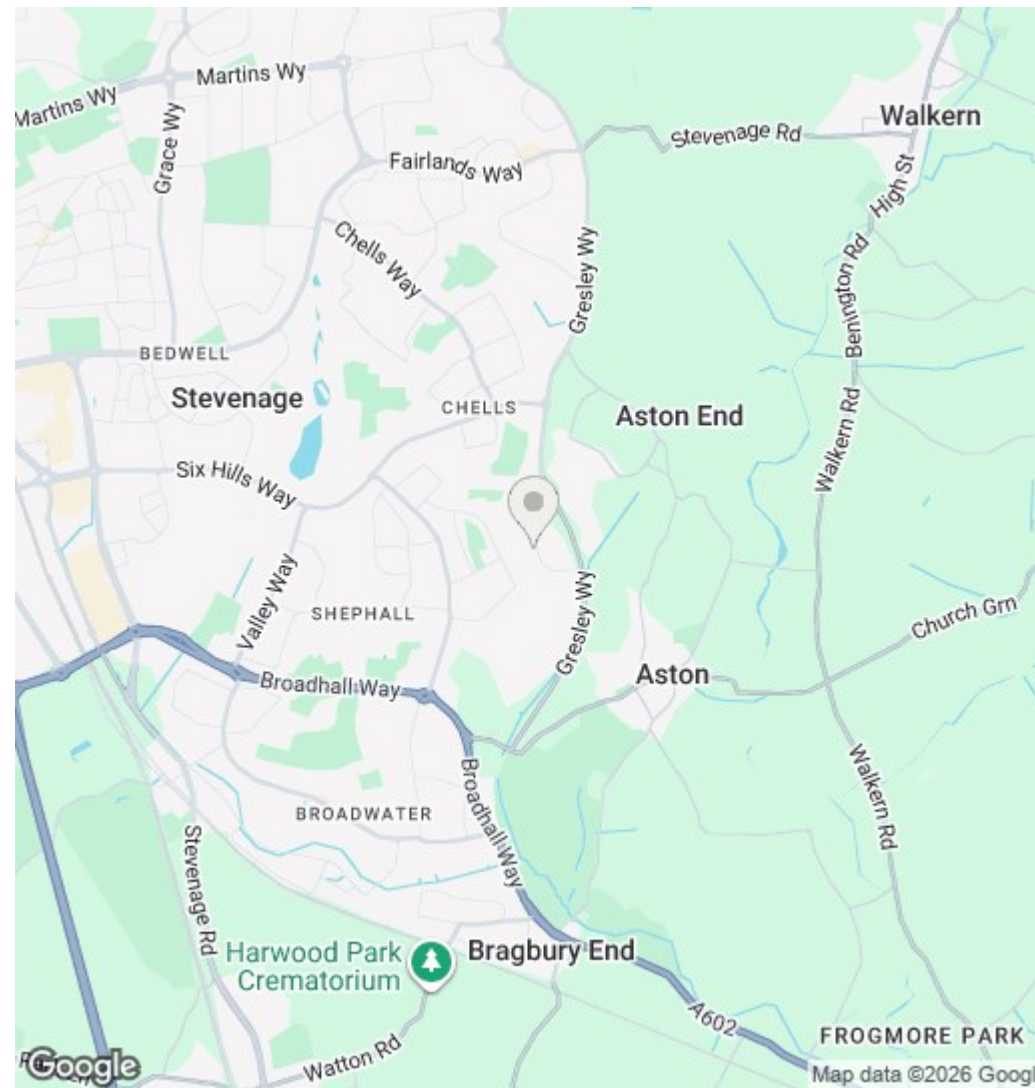 Martins Wy
Martins Wy
Grace Wy
Fairlands Way
Stevenage Rd
Walkern
High St
Chells Way
Gresley Wy
Benington Rd
BEDWELL
Stevenage
CHELLS
Aston End
Six Hills Way
Walkern Rd
Valley Way
SHEPHALL
Gresley Wy
Church Grn
Broadhall Way
Aston
Walkern Rd
Broadhall Way
BROADWATER
Stevenage Rd
Harwood Park
Crematorium
Bragbury End
A602
FROGMORE PARK
Watton Rd
Google
Map data ©2026 Googl